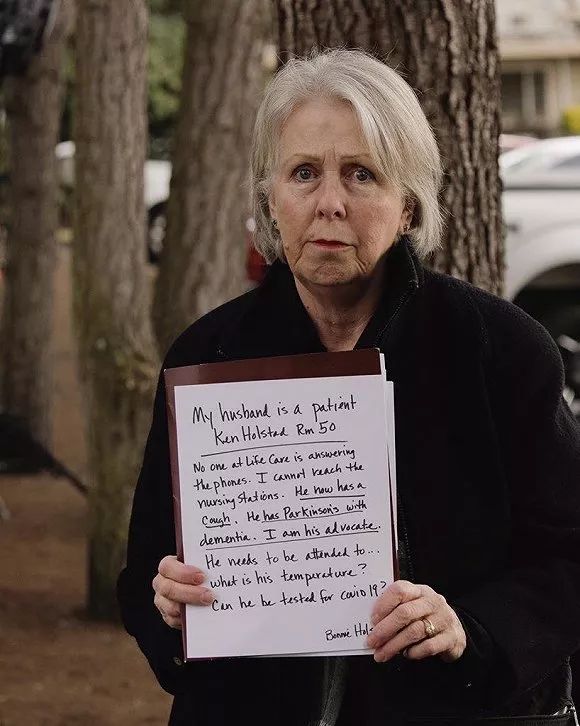 My husband is a patient
Ken Holstad Rm 50
No one at Life Care is answering
the phones. I cannot reach the
nursing stations. He now has a
cough. He has Parkinson's with
dementia. I am his advocate.
He needs to be attended to...
what is his temperature?
Can he be tested for covid 19?
Bonnie Hols